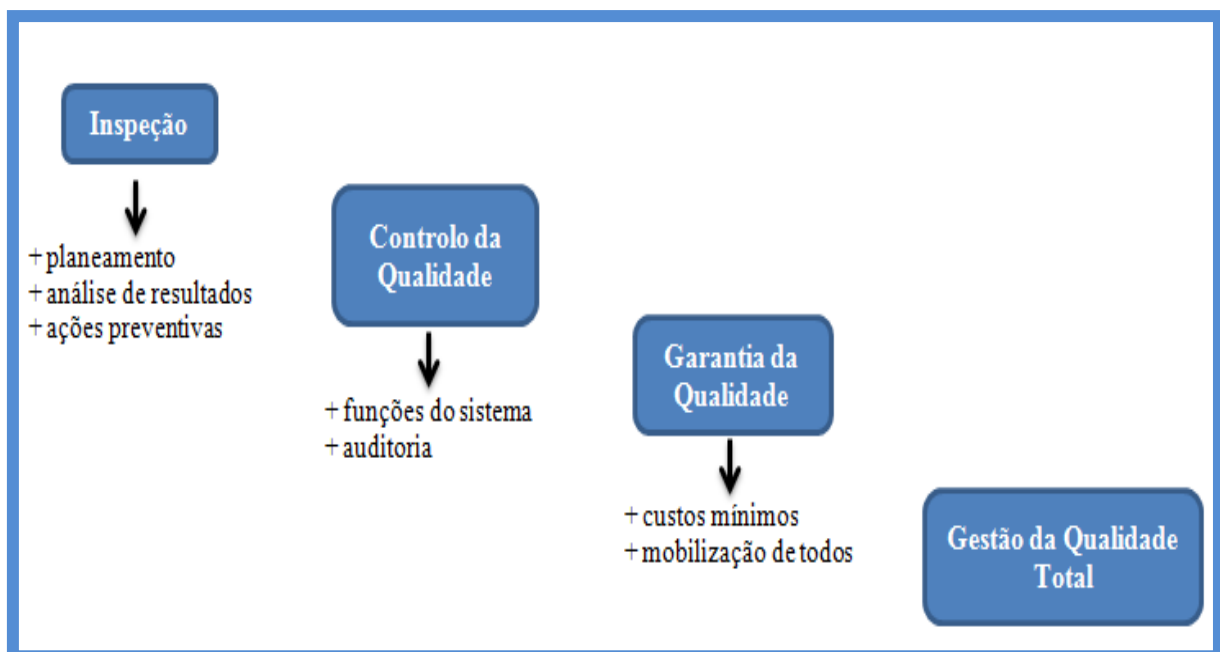 Inspeção
+ planeamento
+ análise de resultados
+ ações preventivas
Controlo da
Qualidade
+ funções do sistema
+ auditoria
Garantia da
Qualidade
+ custos mínimos
+ mobilização de todos
Gestão da Qualidade
Total